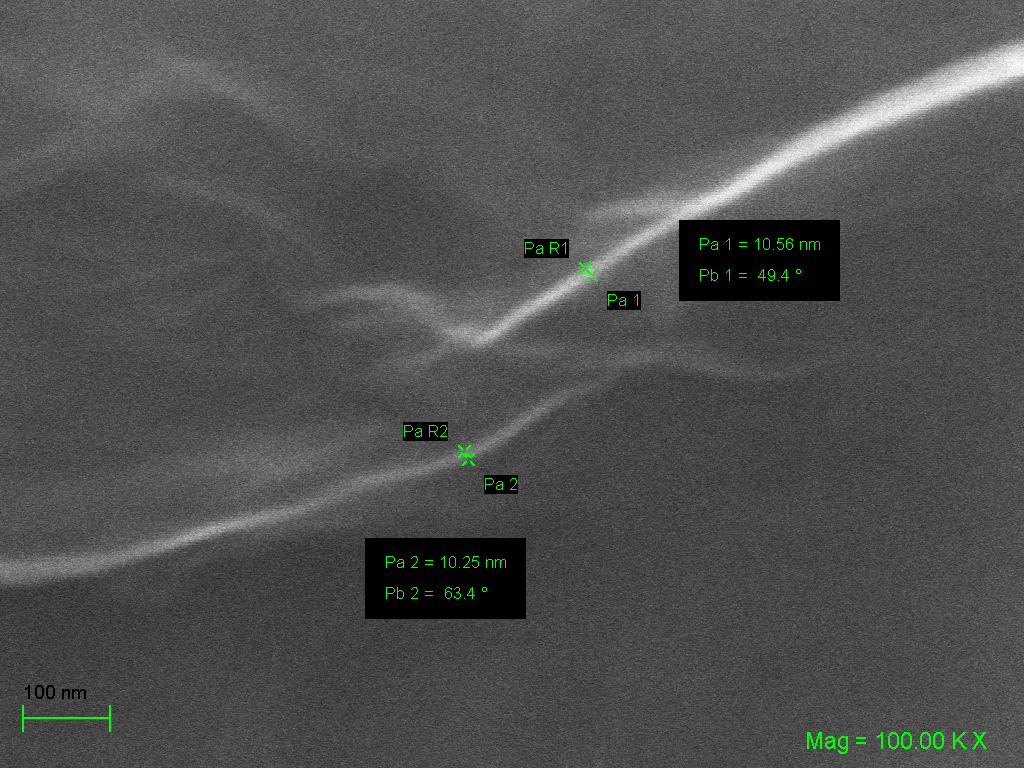 Pa R1
Pa 1 = 10.56 nm
Pb 1 =  49.4 °
Pa 1
Pa R2
Pa 2
Pa 2 = 10.25 nm
Pb 2 =  63.4 °
100 nm
Mag = 100.00 K X